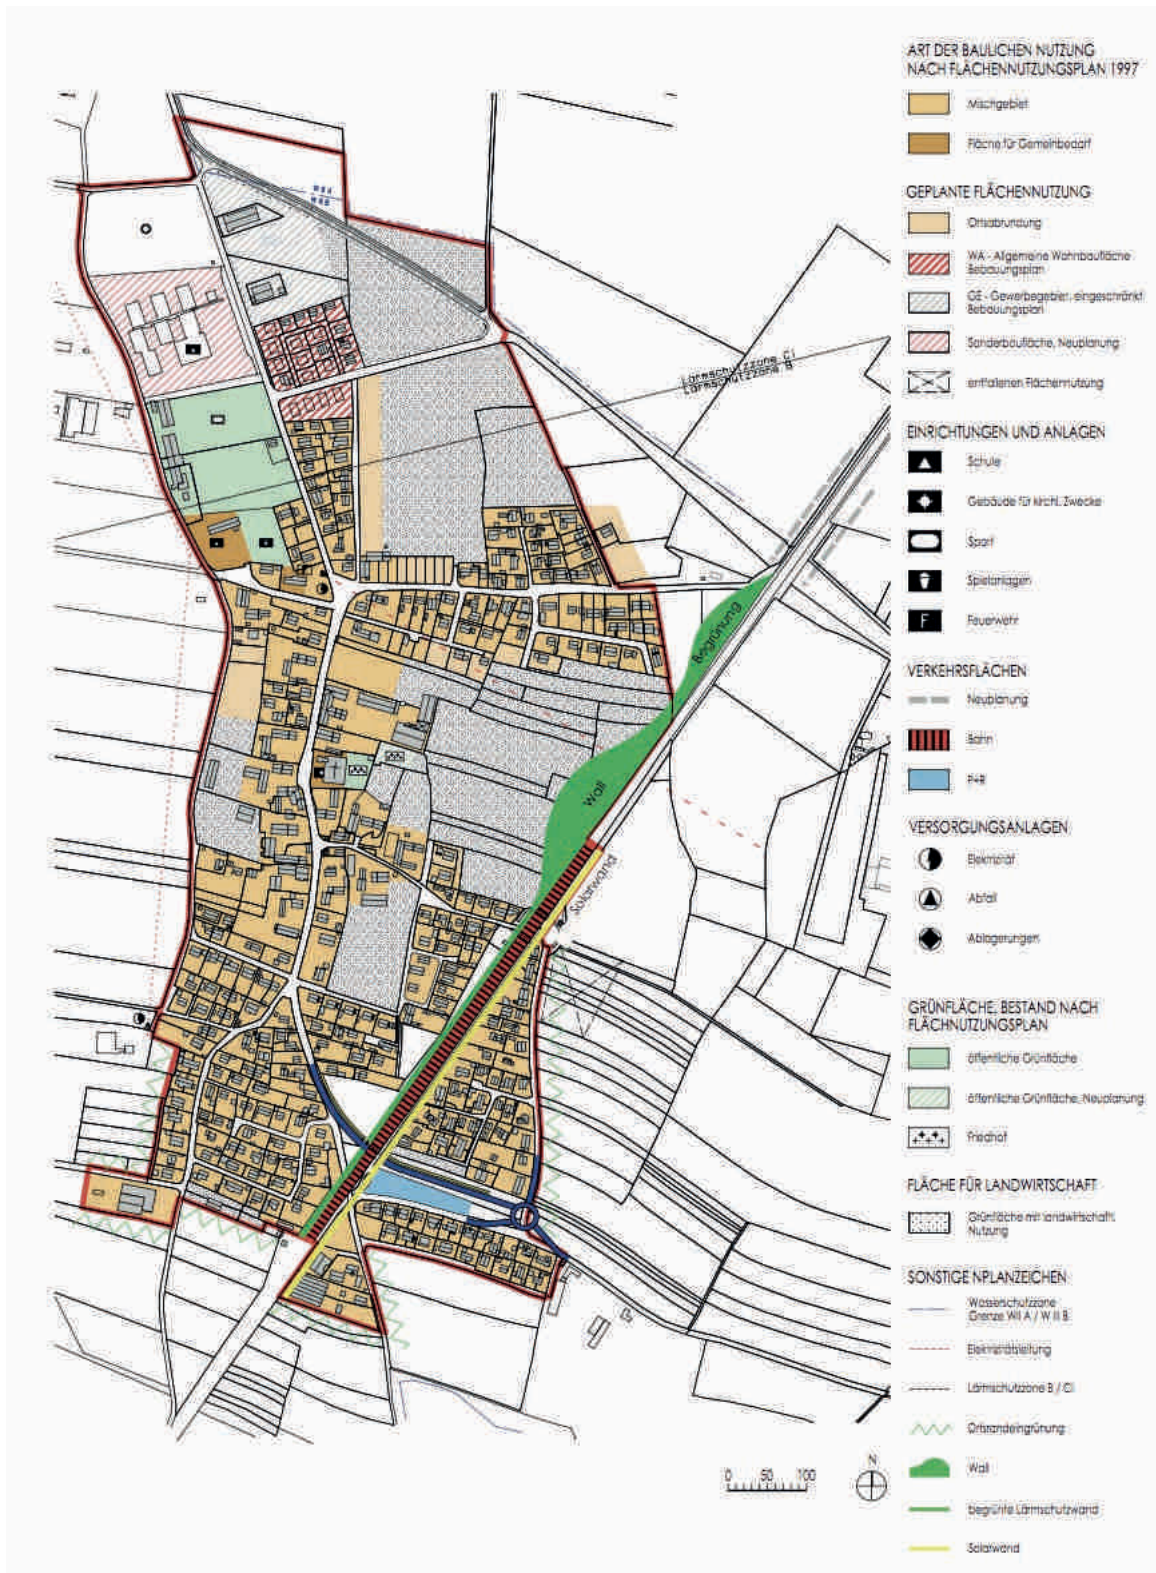 ART DER BAULICHEN NUTZUNG
NACH FLÄCHENNUTZUNGSPLAN 1997
Mischgebiet
Fläche für Gemeinbedarf
GEPLANTE FLÄCHENNUTZUNG
Ortsabrundung
WA - Allgemeine Wohnbaufläche
Bebauungsplan
GE - Gewerbegebiet, eingeschränkt
Bebauungsplan
Sonderbaufläche, Neuplanung
entfallenen Flächennutzung
EINRICHTUNGEN UND ANLAGEN
Schule
Gebäude für kirchl. Zwecke
Sport
Spielanlagen
F
Feuerwehr
VERKEHRSFLÄCHEN
Neuplanung
Bahn
P+R
VERSORGUNGSANLAGEN
Elektrizität
Abfall
Ablagerungen
GRÜNFLÄCHE, BESTAND NACH
FLÄCHNUTZUNGSPLAN
öffentliche Grünfläche
öffentliche Grünfläche, Neuplanung
Friedhof
FLÄCHE FÜR LANDWIRTSCHAFT
Grünfläche mit landwirtschaftl.
Nutzung
SONSTIGE NPLANZEICHEN
Wasserschutzzone
Grenze WII A / W III B
Elektrizitätsleitung
Lärmschutzzone B / CI
Ortsrandeingrünung
Wall
begrünte Lärmschutzwand
Solarwand
Lärmschutzzone CI
Lärmschutzzone B
Begrünung
Wall
Solarwand
0 50 100
N